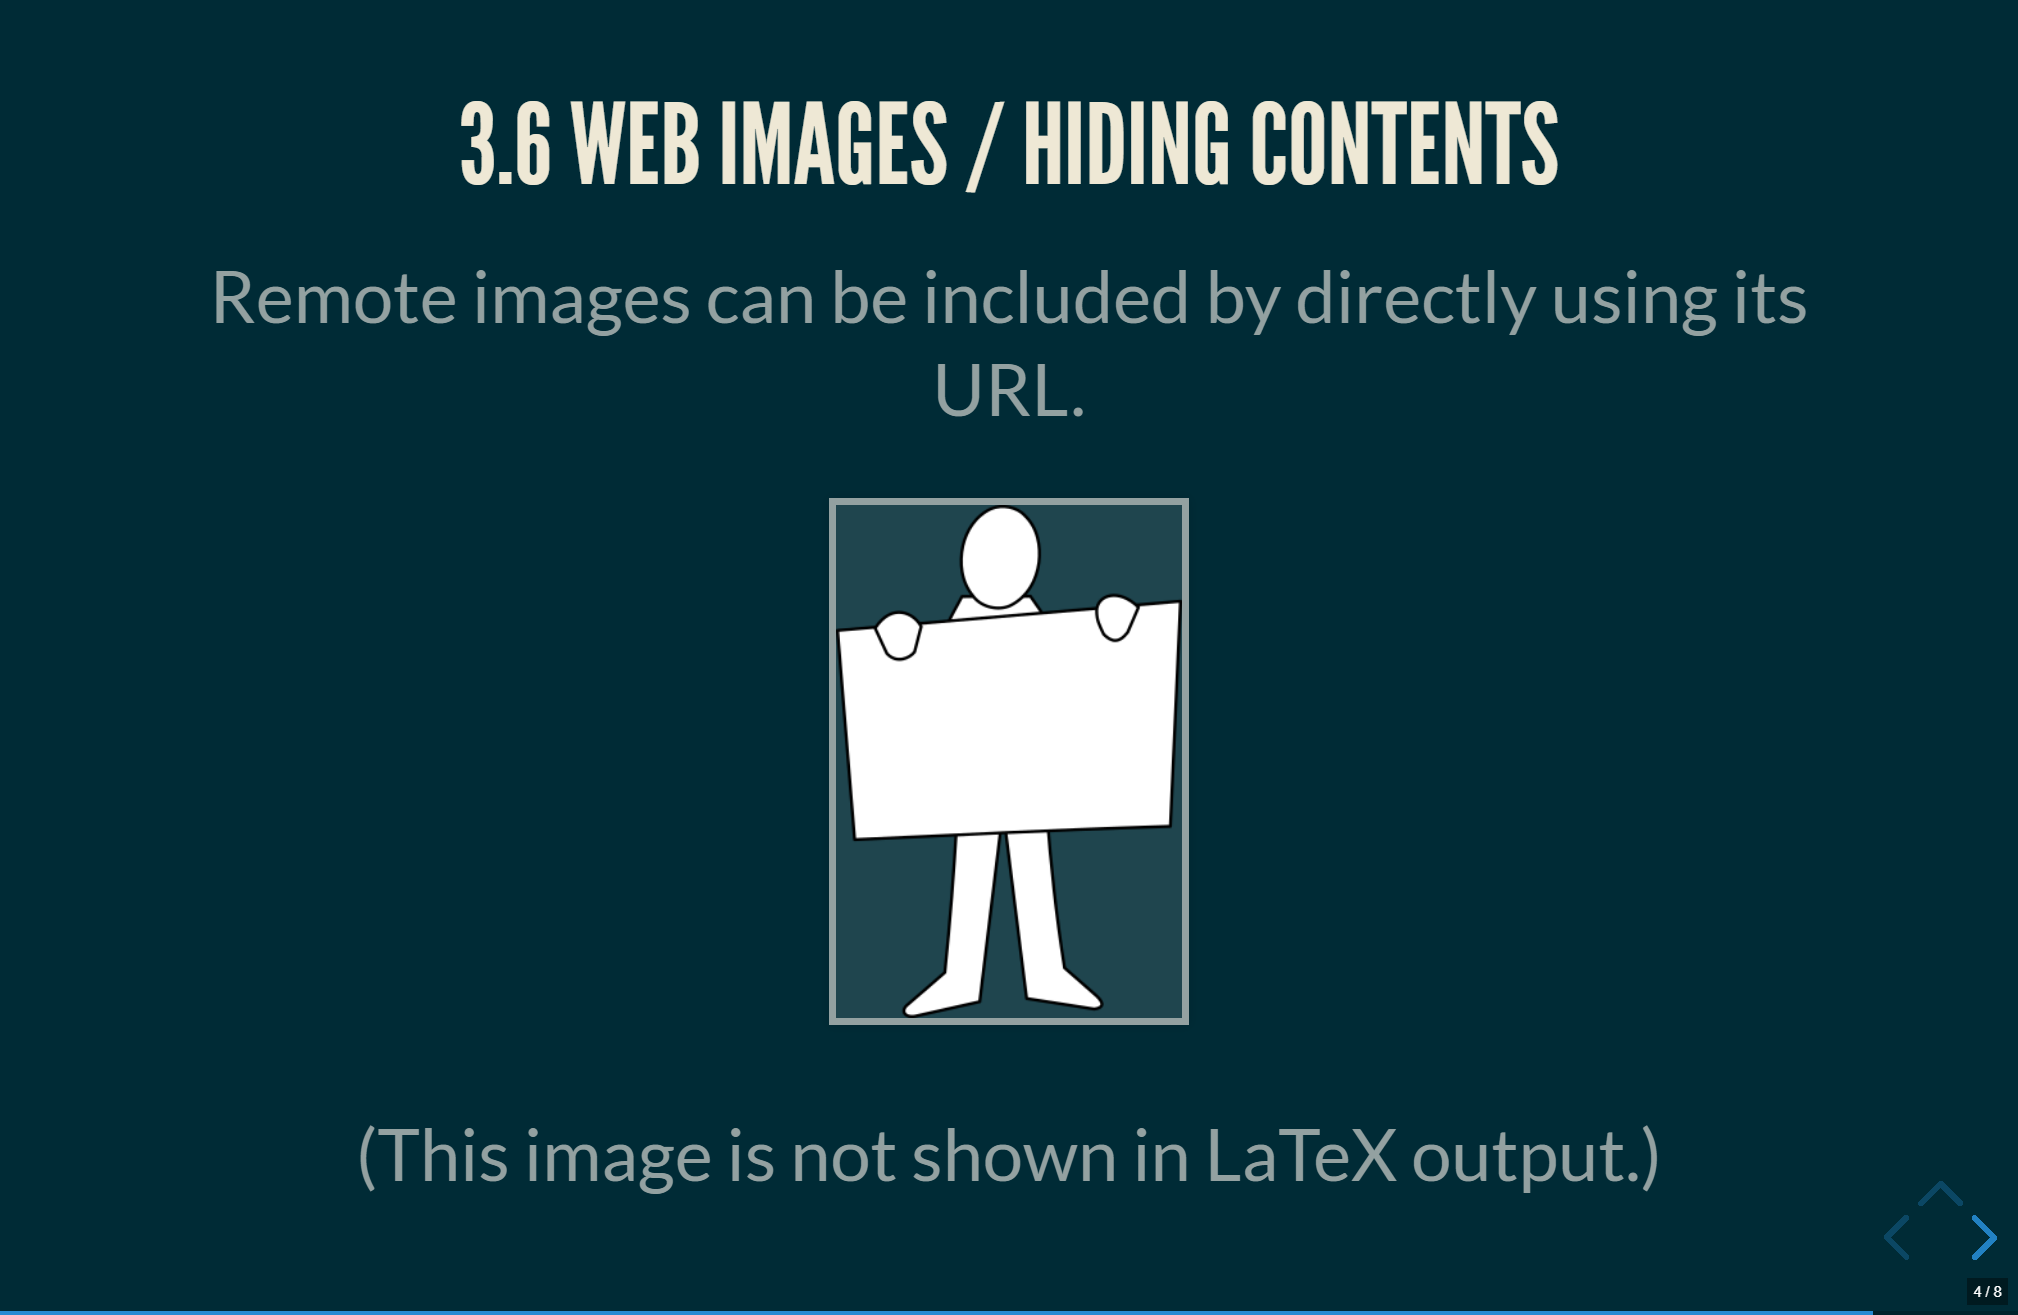 3.6 WEB IMAGES / HIDING CONTENTS
Remote images can be included by directly using its
URL.
(This image is not shown in LaTeX output.)
4 / 8